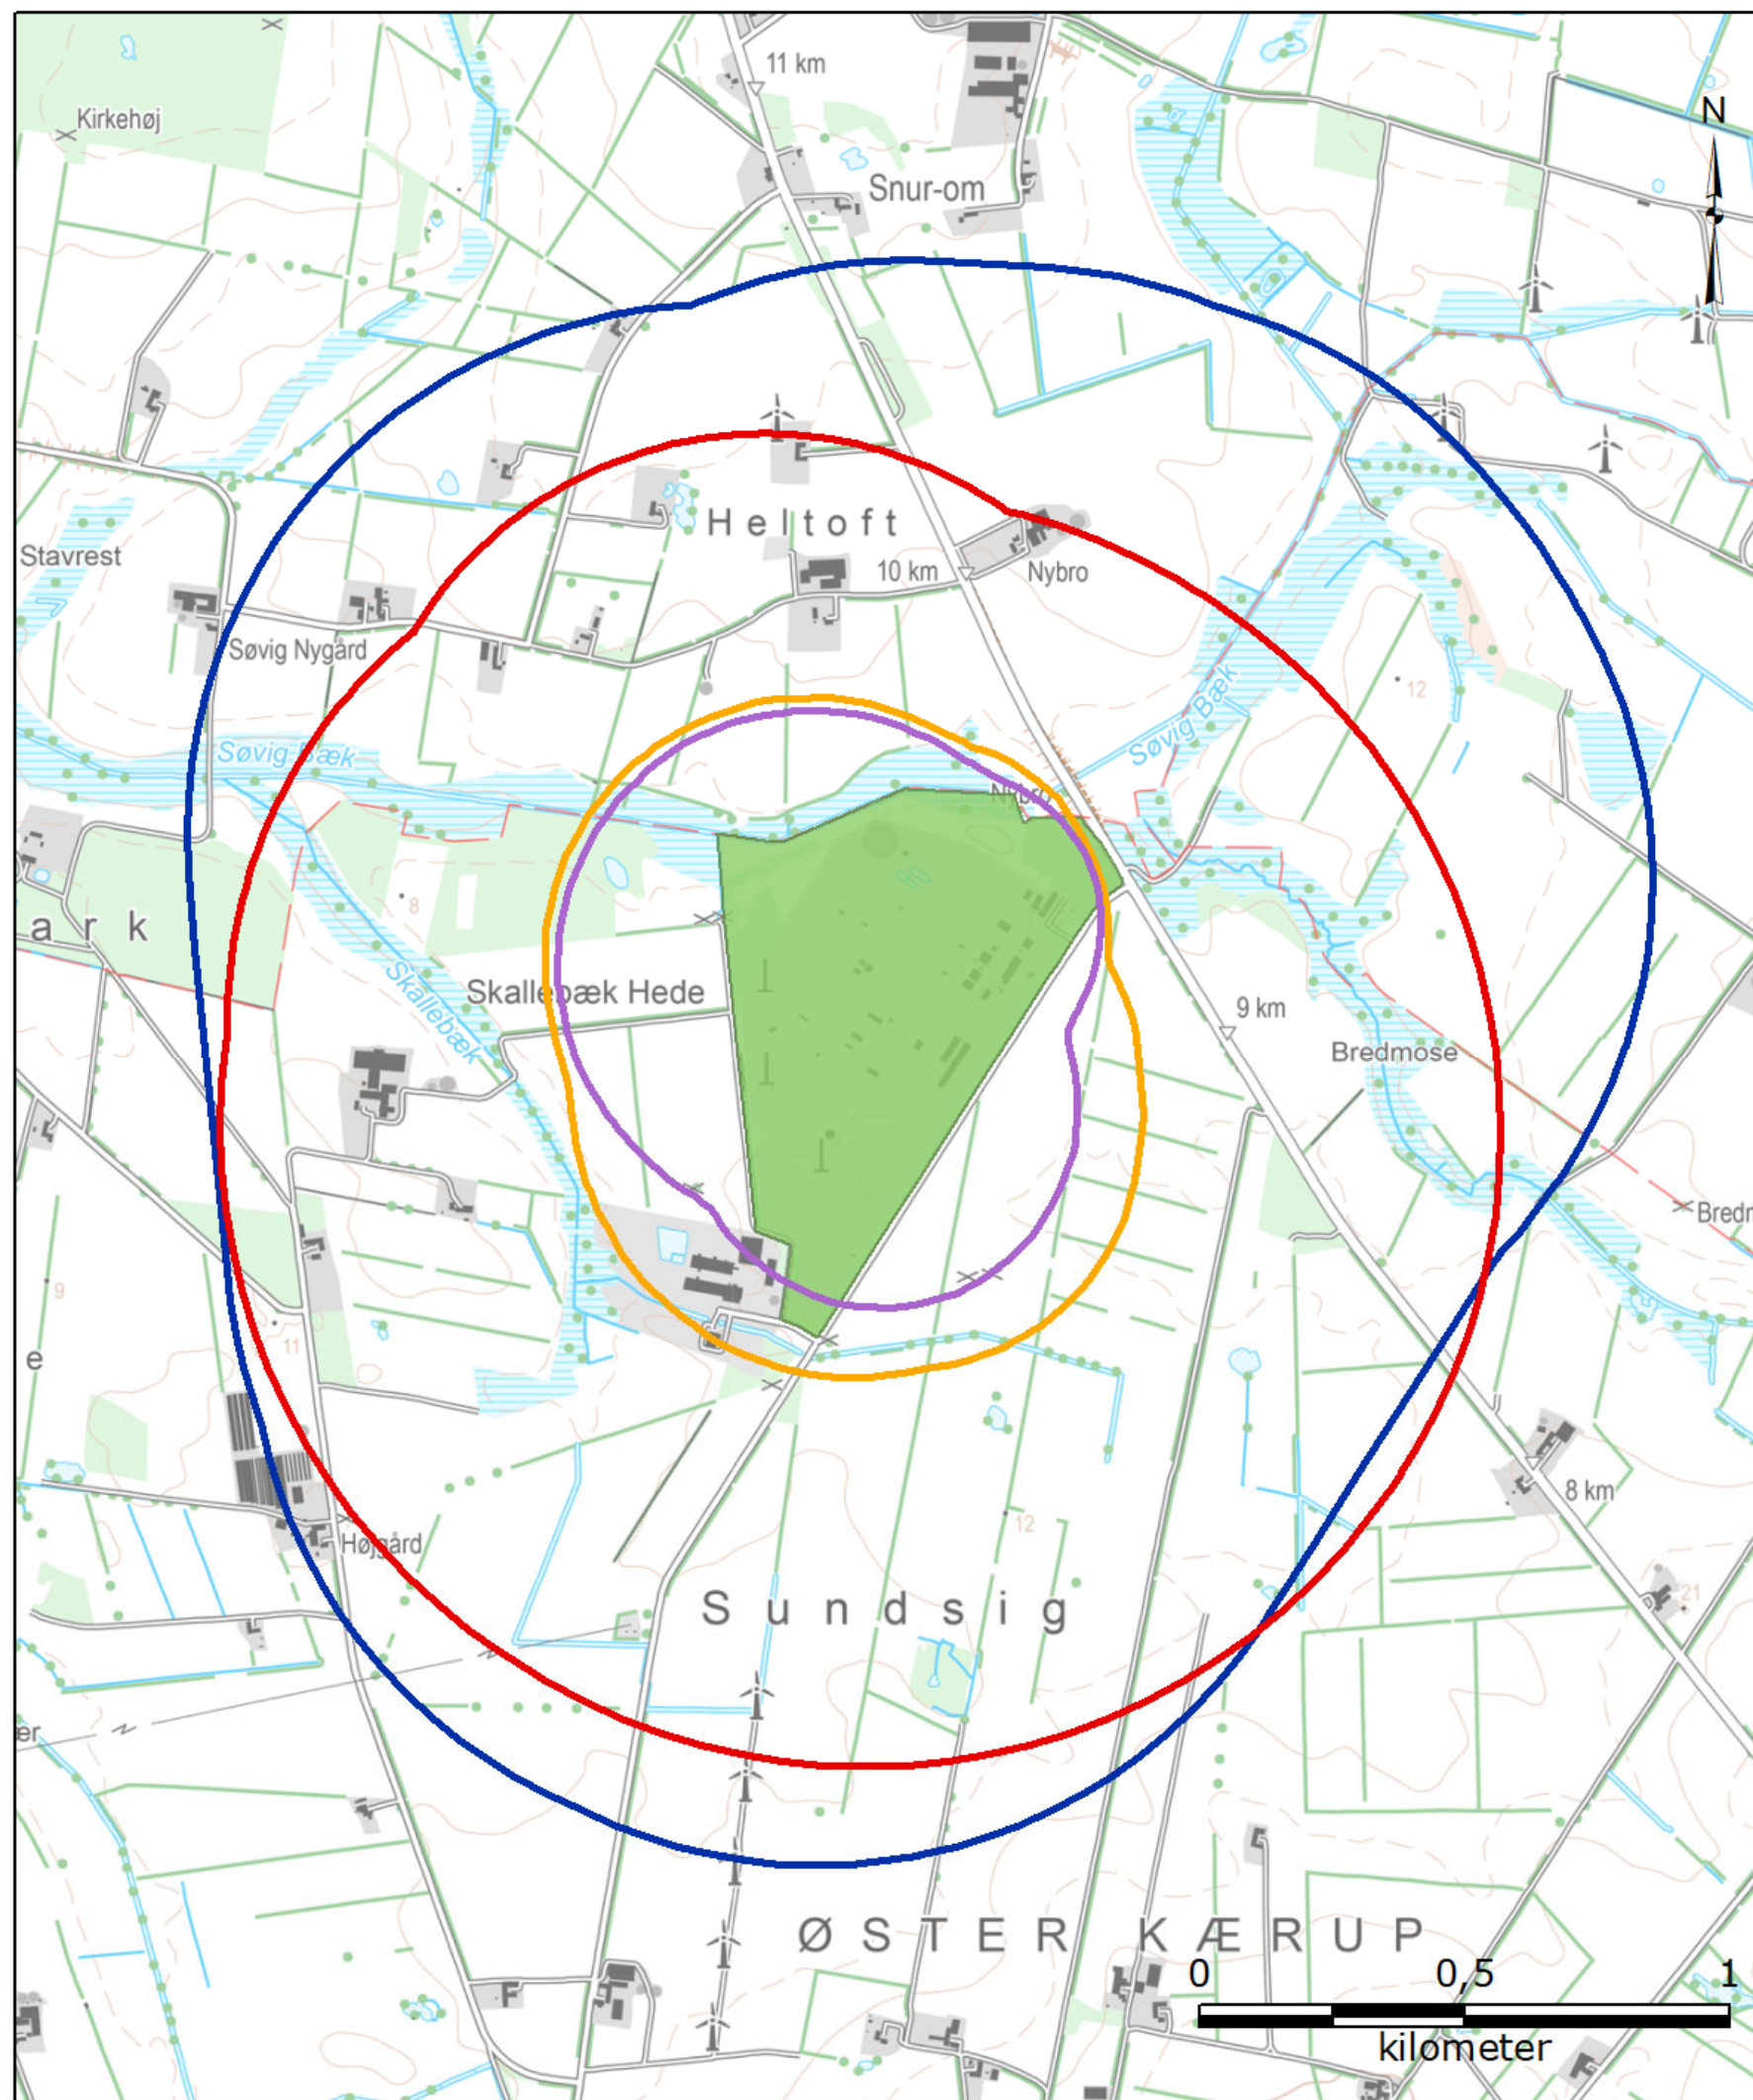 11 km
N
Kirkehøj
Snur-om
Heltoft
Stavrest
10 km
Nybro
Søvig Nygård
12
Søvig Bæk
Søvig Bæk
Nybro
8
ark
Skallebæk Hede
Skallebæk
9 km
Bredmose
Bredm
9
11
e
8 km
12
Højgård
21
Sundsig
er
ØSTER KÆRUP
0 0,5 1
kilometer